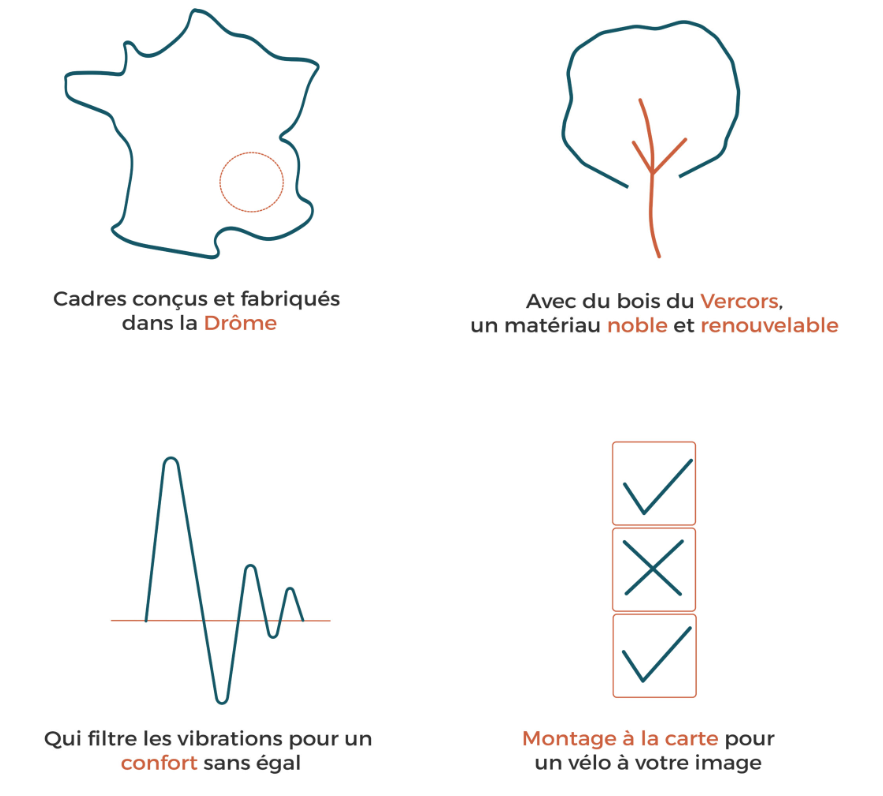 Cadres conçus et fabriqués
dans la Drôme
Avec du bois du Vercors,
un matériau noble et renouvelable
Qui filtre les vibrations pour un
confort sans égal
Montage à la carte pour
un vélo à votre image